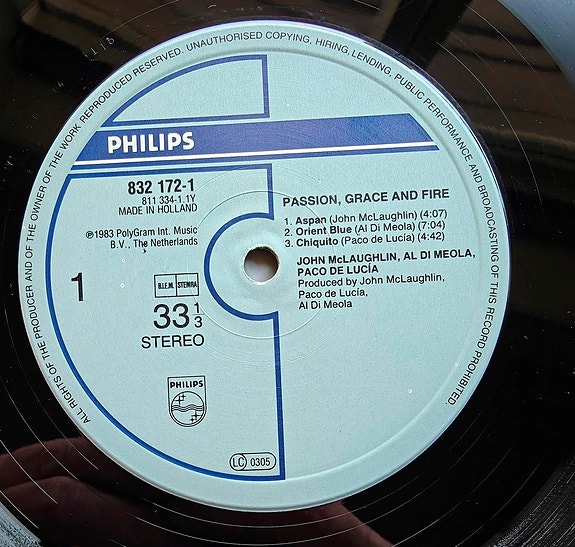 ALL RIGHTS OF THE PRODUCER AND OF THE OWNER OF THE WORK REPRODUCED RESERVED. UNAUTHORISED COPYING, HIRING, LENDING, PUBLIC PERFORMANCE AND BROADCASTING OF THIS RECORD PROHIBITED.
PHILIPS
832 172-1
811 334-1.1Y
MADE IN HOLLAND
℗1983 PolyGram Int. Music
B.V., The Netherlands
1
B.I.E.M. STEMRA
33 1/3
STEREO
PHILIPS
LC 0305
PASSION, GRACE AND FIRE
1. Aspan (John McLaughlin) (4:07)
2. Orient Blue (Al Di Meola) (7:04)
3. Chiquito (Paco de Lucía) (4:42)
JOHN McLAUGHLIN, AL DI MEOLA,
PACO DE LUCÍA
Produced by John McLaughlin,
Paco de Lucía,
Al Di Meola